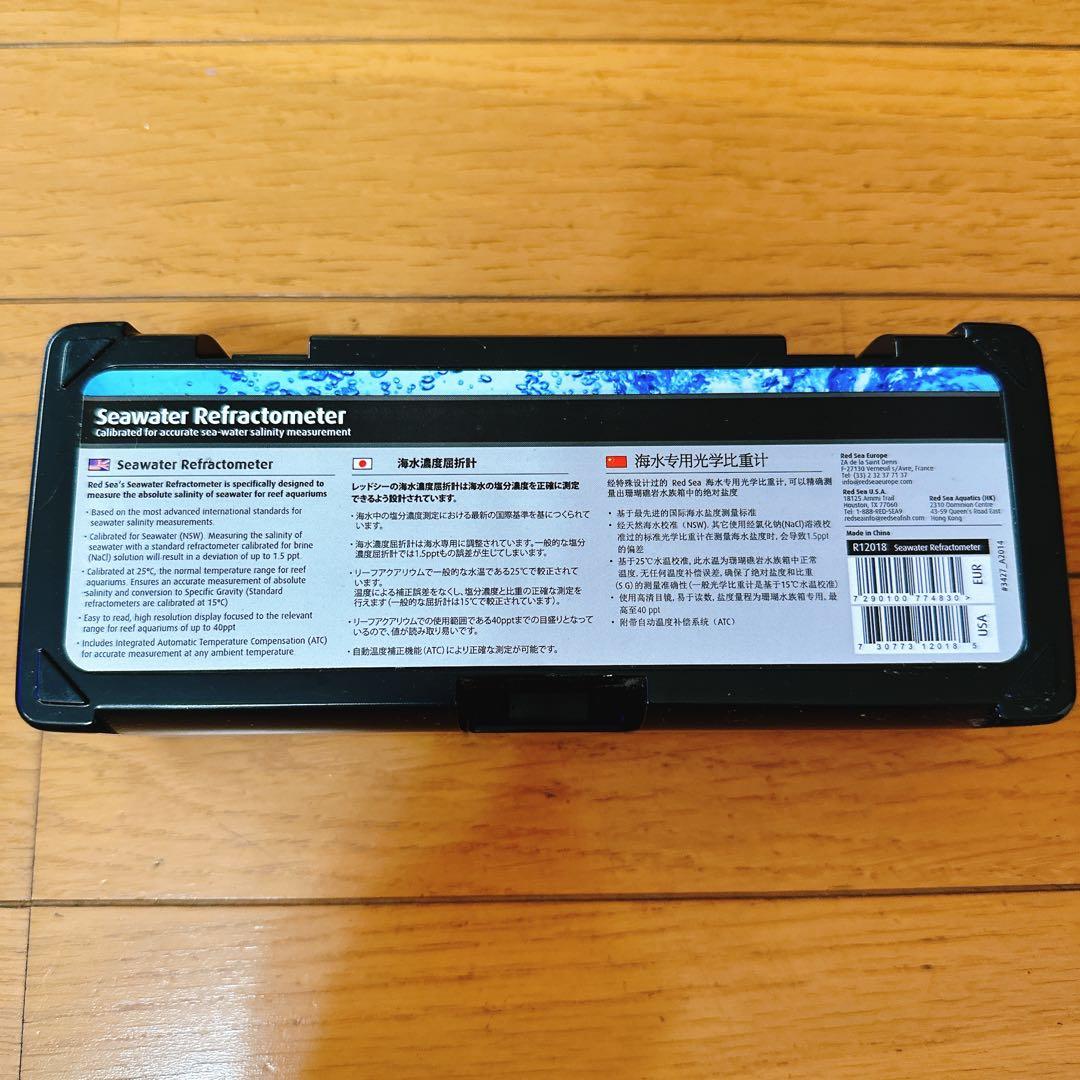 Seawater Refractometer
Calibrated for accurate sea-water salinity measurement
Seawater Refractometer
Red Sea's Seawater Refractometer is specifically designed to
measure the absolute salinity of seawater for reef aquariums
• Based on the most advanced international standards for
seawater salinity measurements.
• Calibrated for Seawater (NSW). Measuring the salinity of
seawater with a standard refractometer calibrated for brine
(NaCl) solution will result in a deviation of up to 1.5 ppt.
• Calibrated at 25°C, the normal temperature range for reef
aquariums. Ensures an accurate measurement of absolute
salinity and conversion to Specific Gravity (Standard
refractometers are calibrated at 15°C)
• Easy to read, high resolution display focused to the relevant
range for reef aquariums of up to 40ppt
• Includes Integrated Automatic Temperature Compensation (ATC)
for accurate measurement at any ambient temperature
海水濃度屈折計
レッドシーの海水濃度屈折計は海水の塩分濃度を正確に測定
できるよう設計されています。
・海水中の塩分濃度測定における最新の国際基準を基につくられて
います。
・海水濃度屈折計は海水専用に調整されています。一般的な塩分
濃度屈折計では1.5pptもの誤差が生じてしまいます。
・リーフアクアリウムで一般的な水温である25℃で較正されて
います。
温度による補正誤差をなくし、塩分濃度と比重の正確な測定を
行えます（一般的な屈折計は15℃で較正されています）。
・リーフアクアリウムでの使用範囲である40pptまでの目盛りとなって
いるので、値が読み取り易いです。
・自動温度補正機能（ATC）により正確な測定が可能です。
海水专用光学比重计
经特殊设计过的 Red Sea 海水专用光学比重计, 可以精确测
量出珊瑚礁岩水族箱中的绝对盐度
• 基于最先进的国际海水盐度测量标准
• 经天然海水校准 (NSW). 其它使用经氯化钠(NaCl)溶液校
准过的标准光学比重计在测量海水盐度时, 会导致1.5ppt
的偏差
• 基于25℃水温校准, 此水温为珊瑚礁岩水族箱中正常
温度, 无任何温度补偿误差, 确保了绝对盐度和比重
(S.G)的测量准确性 (一般光学比重计是基于15℃水温校准)
• 使用高清目镜, 易于读数, 盐度量程为珊瑚水族箱专用, 最
高至40 ppt
• 附带自动温度补偿系统 (ATC)
Red Sea Europe
ZA de la Saint Denis
F-27130 Verneuil s/Avre, France
Tel: (33) 2 32 37 71 37
info@redseaeurope.com
Red Sea U.S.A.
18125 Ammi Trail
Houston, TX 77060
Tel: 1-888-RED-SEA9
redseainfo@redseafish.com
Red Sea Aquatics (HK)
2310 Dominion Centre
43-59 Queen's Road East
Hong Kong
Made in China
R12018 Seawater Refractometer
7 290100 774830 >
EUR
7 30773 12018 5
USA
#3427_A2014